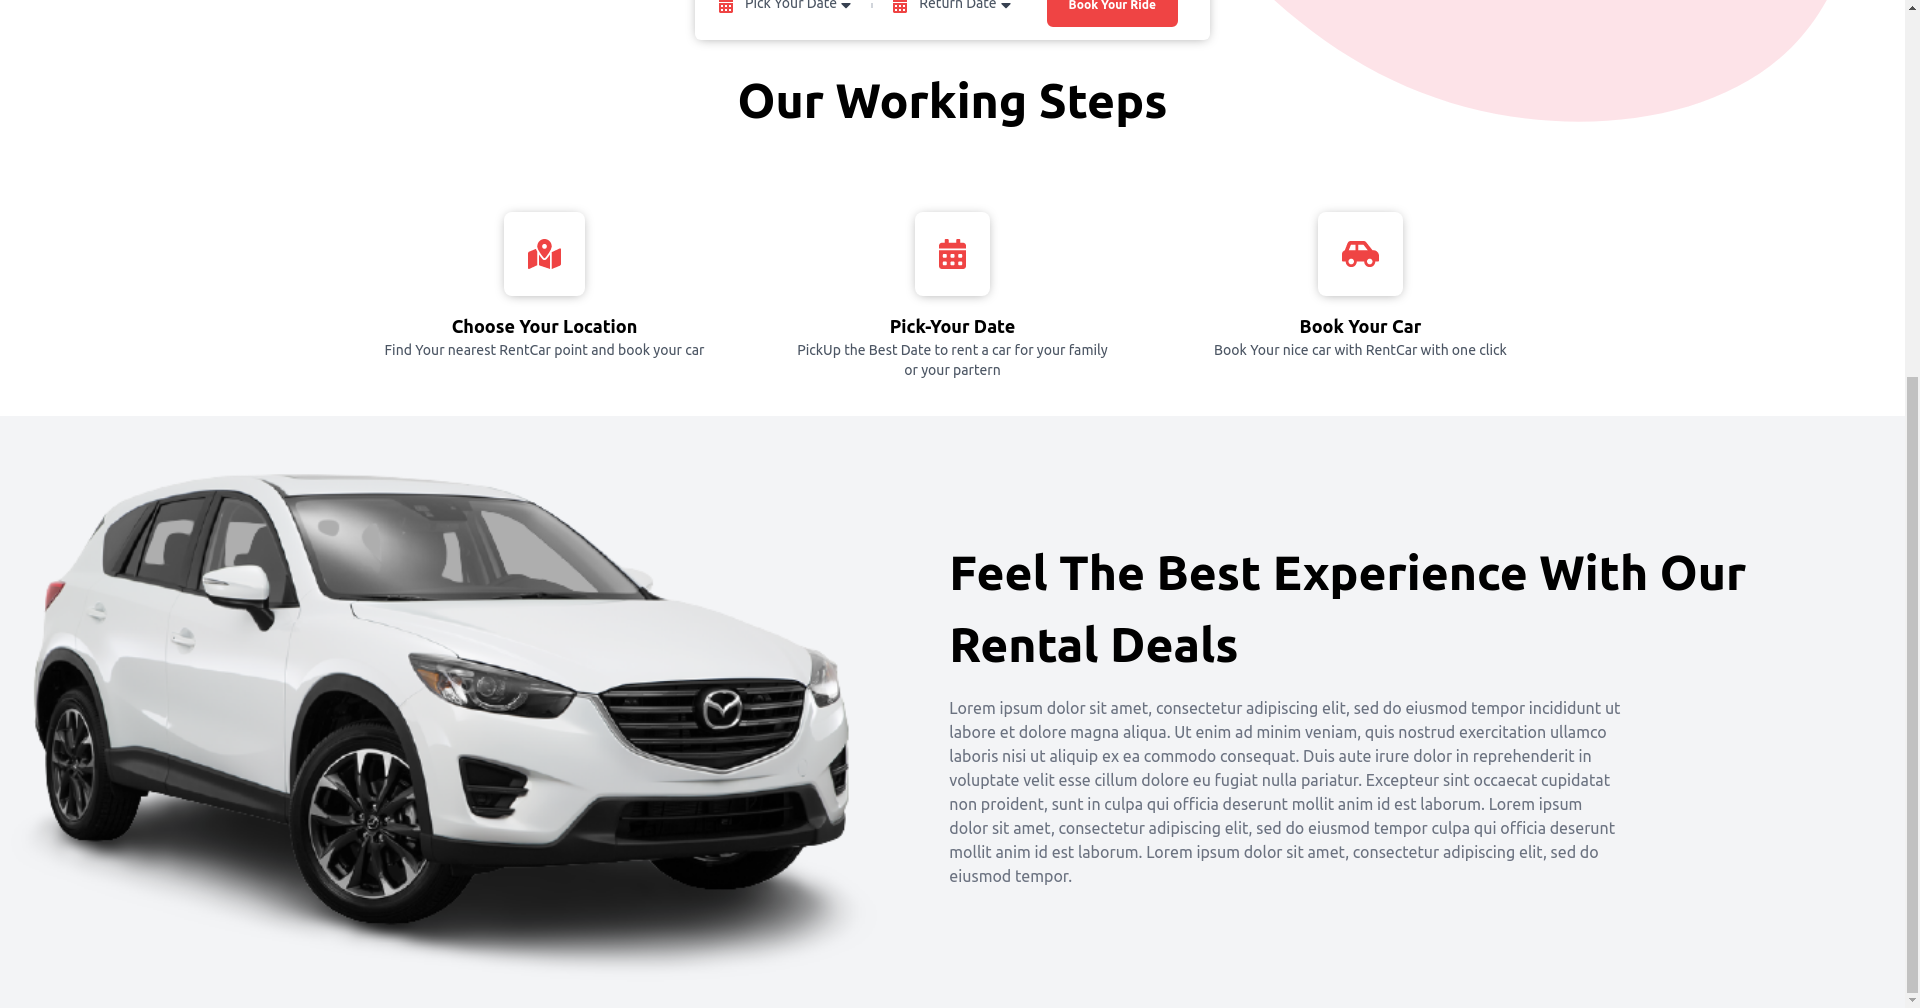 Pick Your Date Return Date Book Your Ride
Our Working Steps
Choose Your Location
Find Your nearest RentCar point and book your car
Pick-Your Date
PickUp the Best Date to rent a car for your family
or your partern
Book Your Car
Book Your nice car with RentCar with one click
Feel The Best Experience With Our
Rental Deals
Lorem ipsum dolor sit amet, consectetur adipiscing elit, sed do eiusmod tempor incididunt ut
labore et dolore magna aliqua. Ut enim ad minim veniam, quis nostrud exercitation ullamco
laboris nisi ut aliquip ex ea commodo consequat. Duis aute irure dolor in reprehenderit in
voluptate velit esse cillum dolore eu fugiat nulla pariatur. Excepteur sint occaecat cupidatat
non proident, sunt in culpa qui officia deserunt mollit anim id est laborum. Lorem ipsum
dolor sit amet, consectetur adipiscing elit, sed do eiusmod tempor culpa qui officia deserunt
mollit anim id est laborum. Lorem ipsum dolor sit amet, consectetur adipiscing elit, sed do
eiusmod tempor.